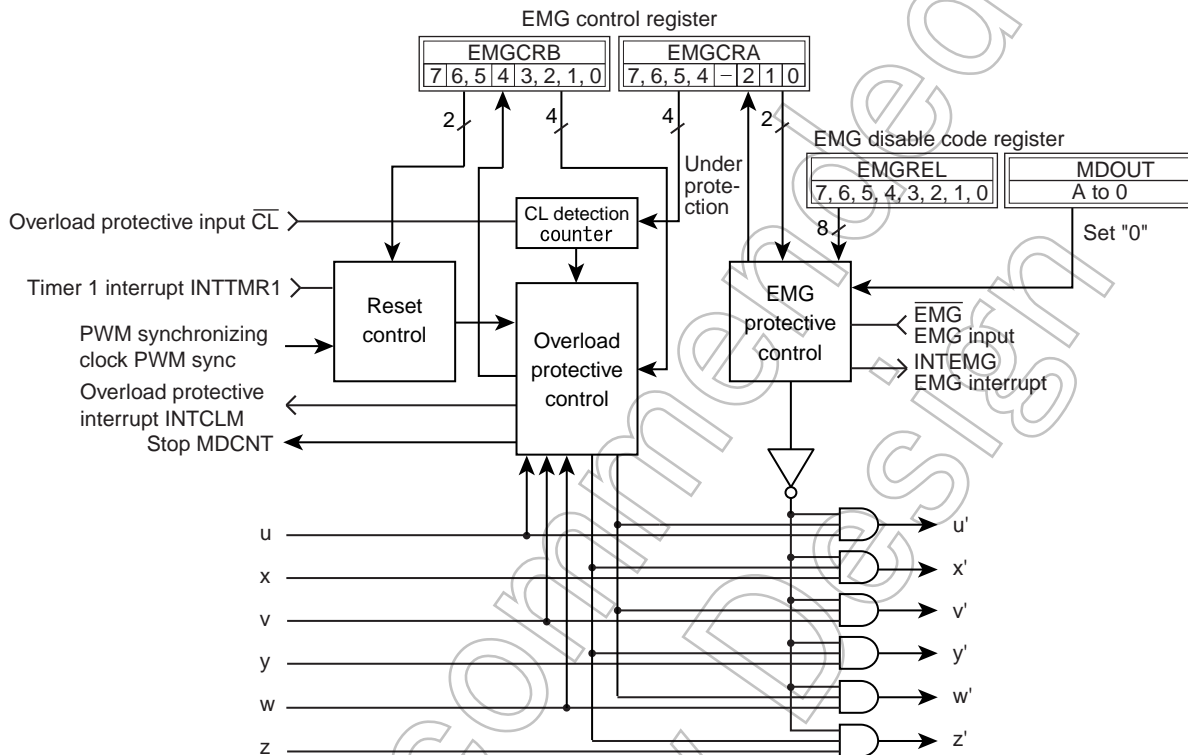 EMG control register
EMGCRB
7 6, 5 4 3, 2, 1, 0
EMGCRA
7, 6, 5, 4 − 2 1 0
2
4
4
2
Under
prote-
ction
EMG disable code register
EMGREL
7, 6, 5, 4, 3, 2, 1, 0
MDOUT
A to 0
8
Set "0"
Overload protective input C̅L̅
CL detection
counter
Timer 1 interrupt INTTMR1
Reset
control
PWM synchronizing
clock PWM sync
Overload
protective
control
EMG
protective
control
E̅M̅G̅
EMG input
INTEMG
EMG interrupt
Overload protective
interrupt INTCLM
Stop MDCNT
u
u'
x
x'
v
v'
y
y'
w
w'
z
z'
commended
Design